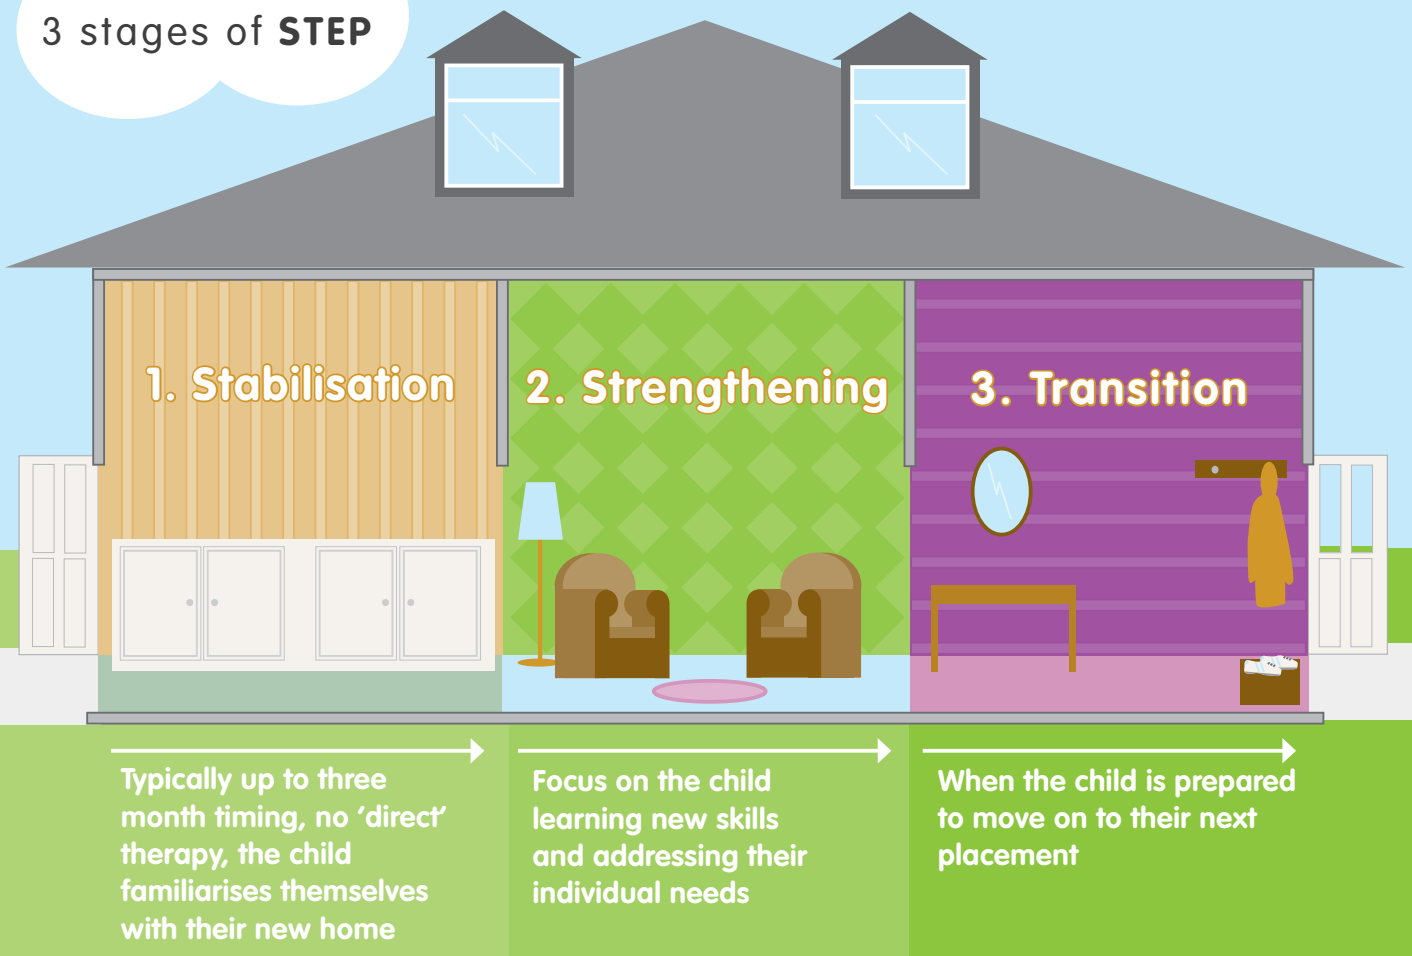 3 stages of STEP
1. Stabilisation
2. Strengthening
3. Transition
Typically up to three
month timing, no ‘direct’
therapy, the child
familiarises themselves
with their new home
Focus on the child
learning new skills
and addressing their
individual needs
When the child is prepared
to move on to their next
placement